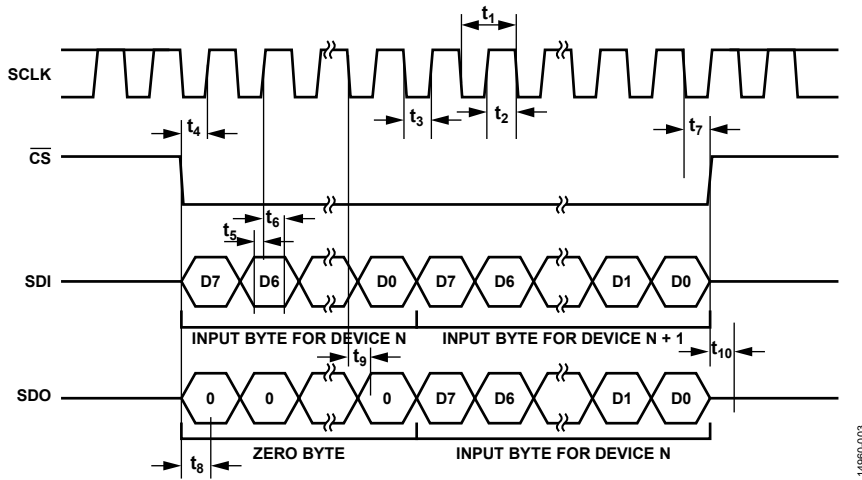 t1
SCLK
t4
t3
t2
t7
CS
t6
t5
SDI
D7
D6
D0
D7
D6
D1
D0
INPUT BYTE FOR DEVICE N
INPUT BYTE FOR DEVICE N + 1
t9
t10
SDO
0
0
0
D7
D6
D1
D0
ZERO BYTE
INPUT BYTE FOR DEVICE N
t8
14960-003